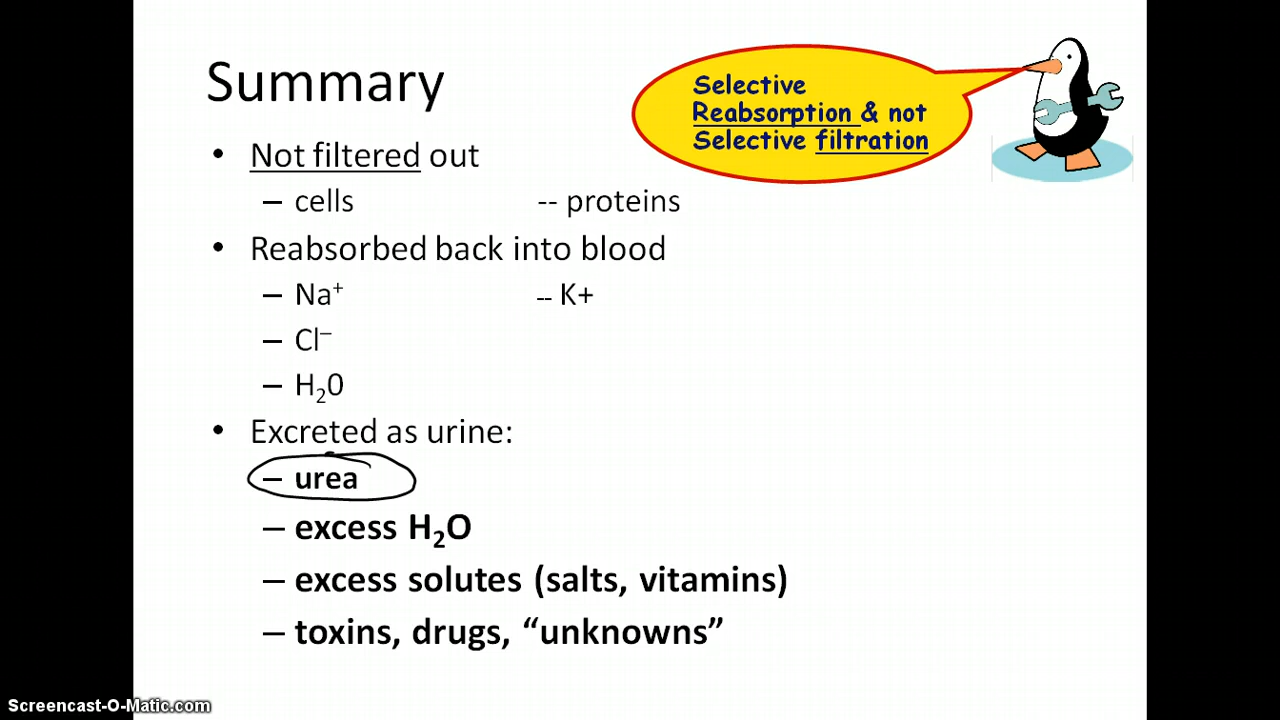 Summary
Selective
Reabsorption & not
Selective filtration
• Not filtered out
– cells -- proteins
• Reabsorbed back into blood
– Na⁺ -- K+
– Cl⁻
– H₂0
• Excreted as urine:
– urea
– excess H₂O
– excess solutes (salts, vitamins)
– toxins, drugs, “unknowns”
Screencast-O-Matic.com